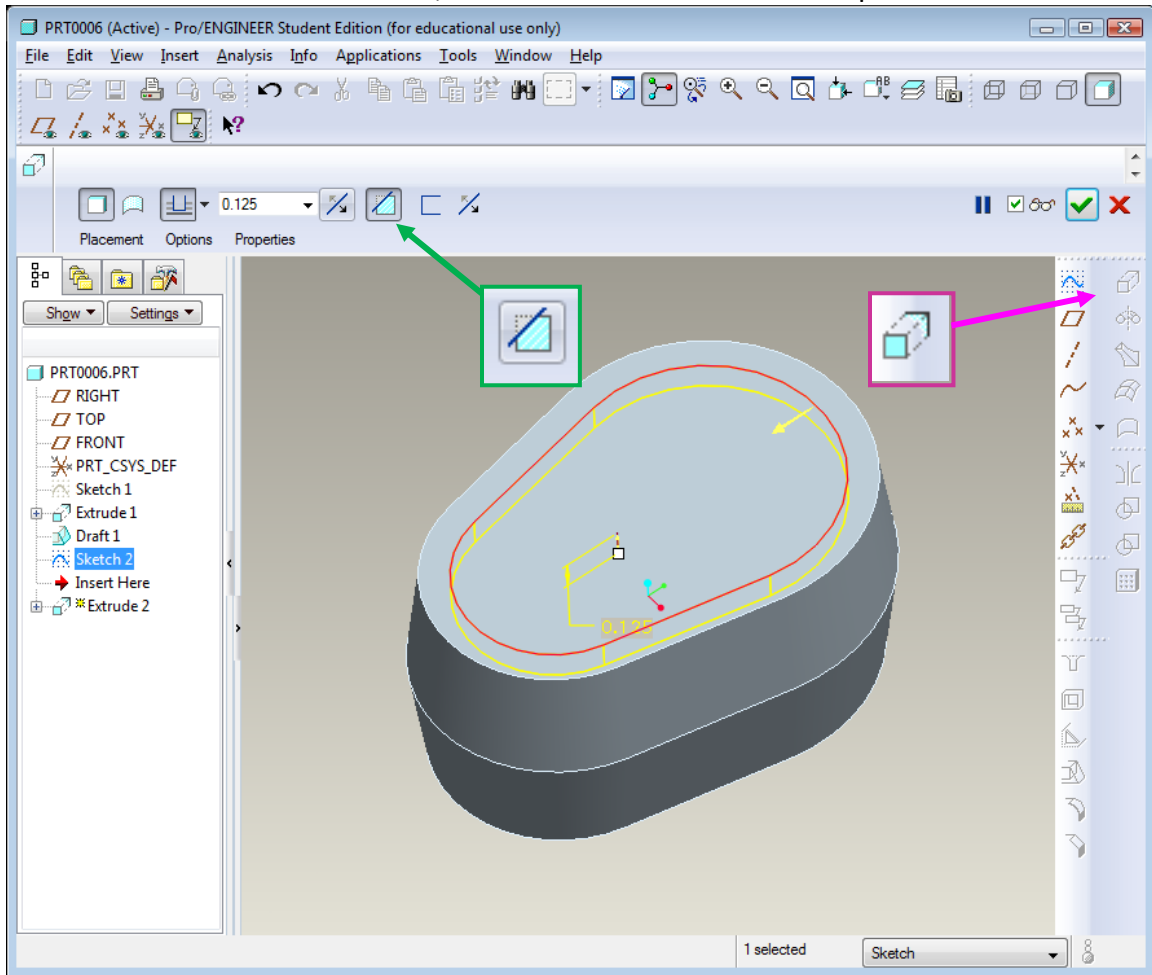 PRT0006 (Active) - Pro/ENGINEER Student Edition (for educational use only)
File Edit View Insert Analysis Info Applications Tools Window Help
0.125
Placement Options Properties
Show Settings
PRT0006.PRT
RIGHT
TOP
FRONT
PRT_CSYS_DEF
Sketch 1
Extrude 1
Draft 1
Sketch 2
Insert Here
Extrude 2
0.125
1 selected Sketch